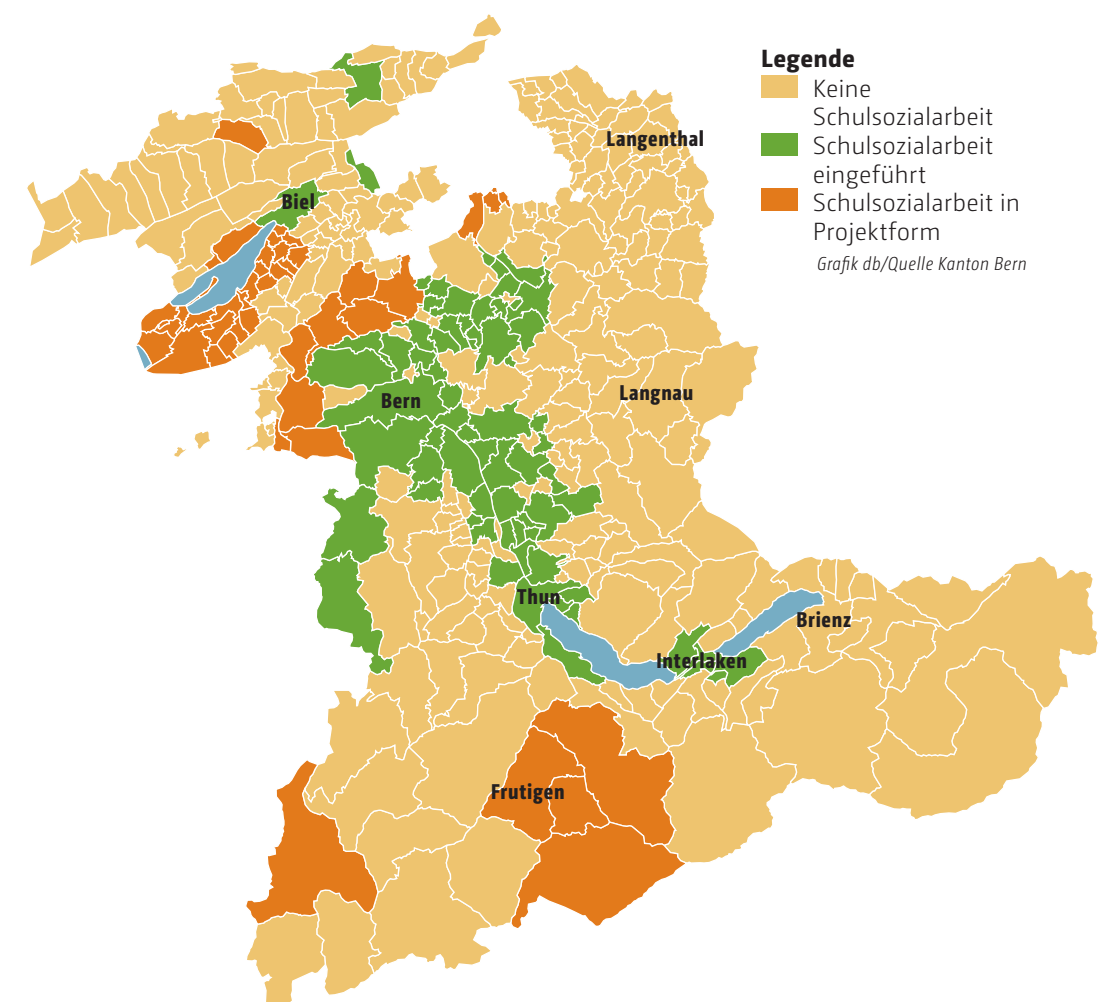 Legende
Keine
Schulsozialarbeit
Schulsozialarbeit
eingeführt
Schulsozialarbeit in
Projektform
Grafik db/Quelle Kanton Bern
Langenthal
Biel
Langnau
Bern
Thun
Brienz
Interlaken
Frutigen